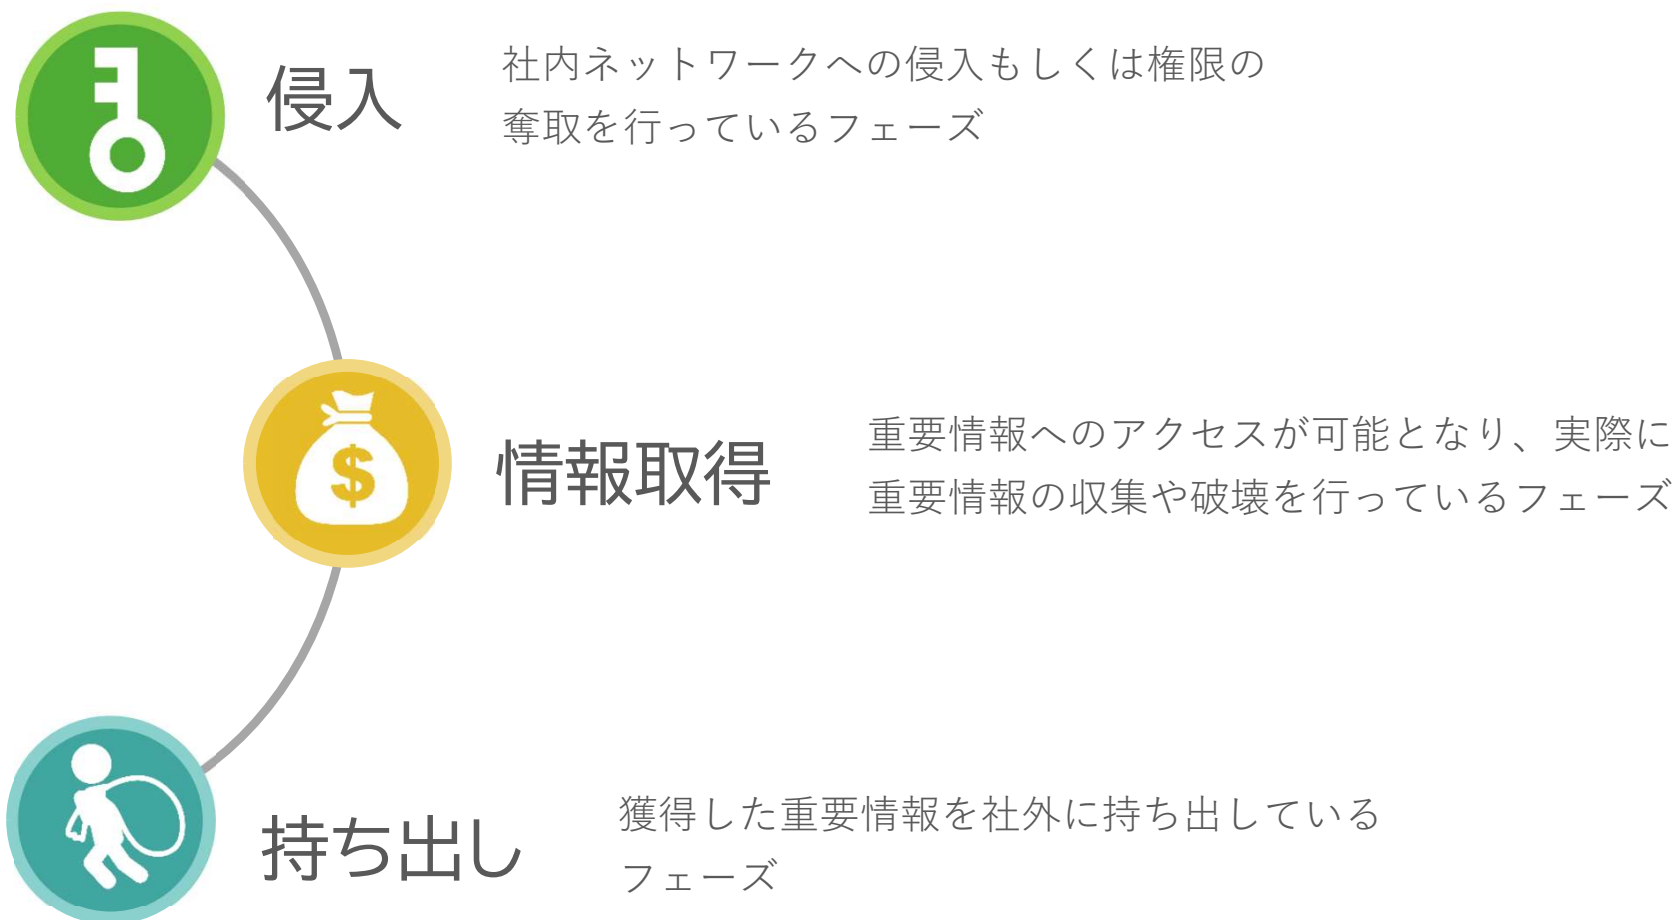 侵入
社内ネットワークへの侵入もしくは権限の
奪取を行っているフェーズ
$
情報取得
重要情報へのアクセスが可能となり、実際に
重要情報の収集や破壊を行っているフェーズ
持ち出し
獲得した重要情報を社外に持ち出している
フェーズ